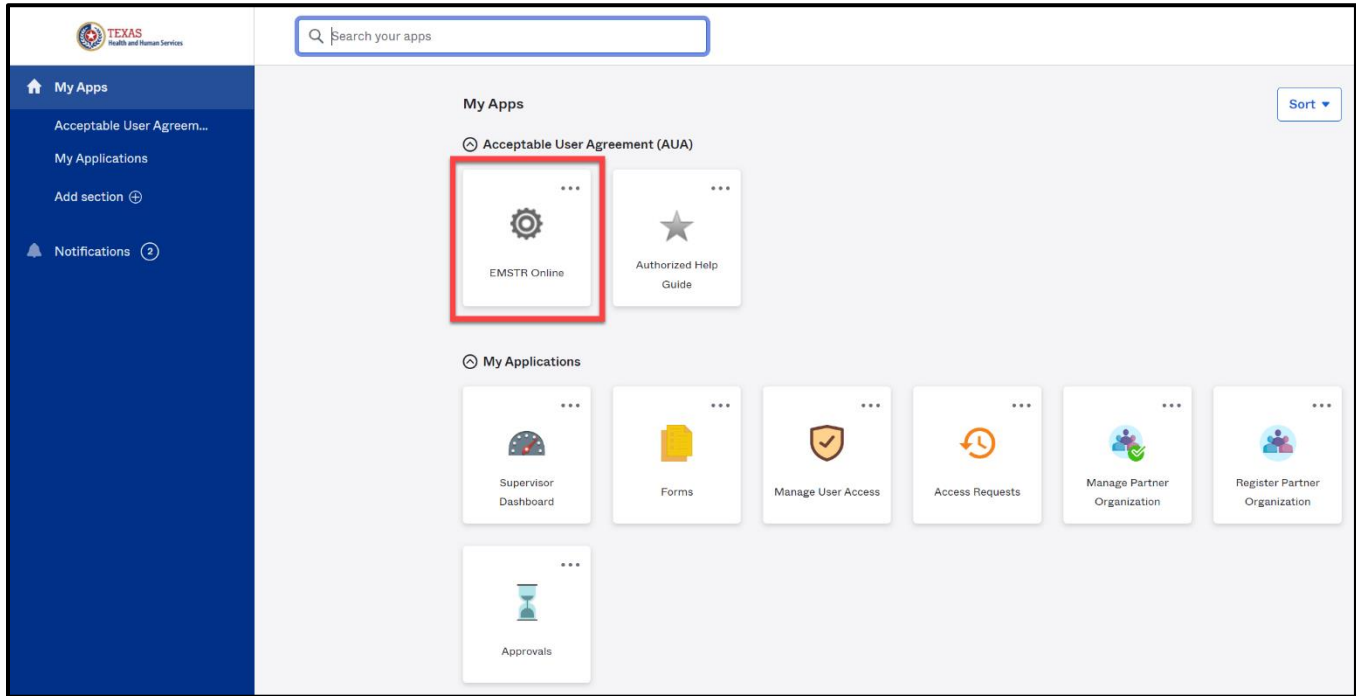 TEXAS
Health and Human Services
Search your apps
My Apps
Acceptable User Agreem...
My Applications
Add section
Notifications 2
My Apps
Sort
Acceptable User Agreement (AUA)
EMSTR Online
Authorized Help
Guide
My Applications
Supervisor
Dashboard
Forms
Manage User Access
Access Requests
Manage Partner
Organization
Register Partner
Organization
Approvals